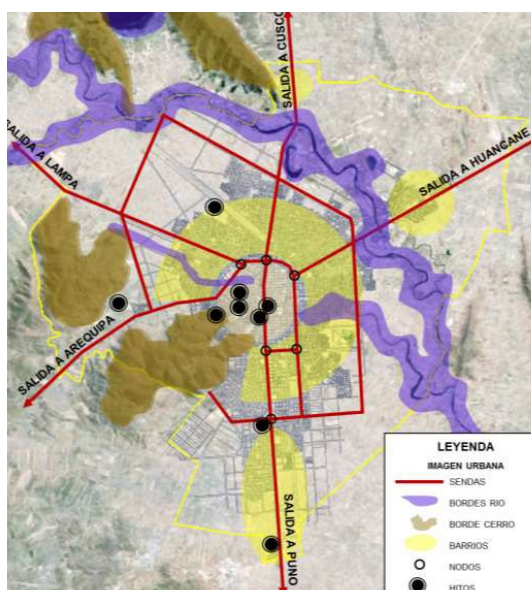 SALIDA A CUSCO
SALIDA A LAMPA
SALIDA A HUANCANE
SALIDA A AREQUIPA
SALIDA A PUNO
LEYENDA
IMAGEN URBANA
SENDAS
BORDES RIO
BORDE CERRO
BARRIOS
NODOS
HITOS